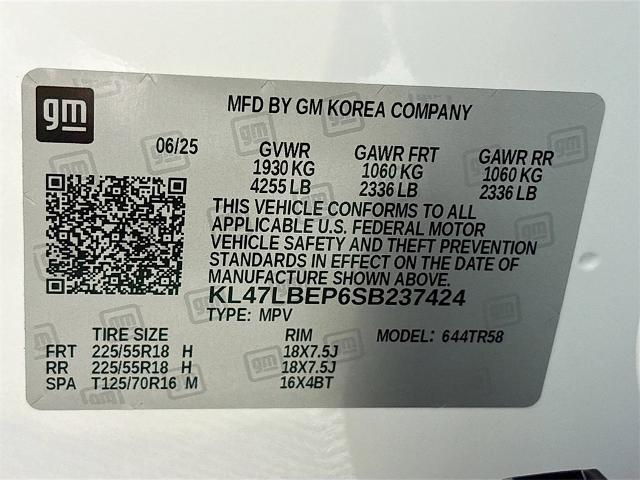 gm
MFD BY GM KOREA COMPANY
06/25 GVWR GAWR FRT GAWR RR
1930 KG 1060 KG 1060 KG
4255 LB 2336 LB 2336 LB
THIS VEHICLE CONFORMS TO ALL
APPLICABLE U.S. FEDERAL MOTOR
VEHICLE SAFETY AND THEFT PREVENTION
STANDARDS IN EFFECT ON THE DATE OF
MANUFACTURE SHOWN ABOVE.
KL47LBEP6SB237424
TYPE: MPV
TIRE SIZE RIM MODEL: 644TR58
FRT 225/55R18 H 18X7.5J
RR 225/55R18 H 18X7.5J
SPA T125/70R16 M 16X4BT